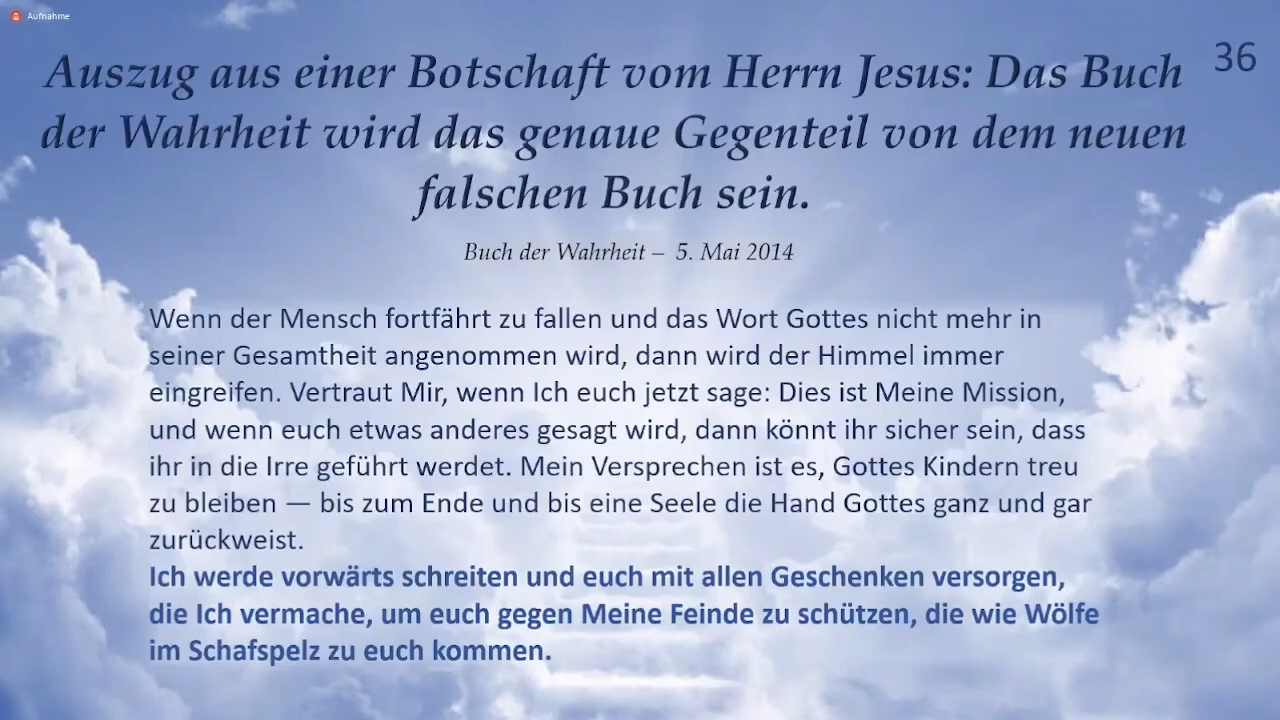 Aufnahme
36
Auszug aus einer Botschaft vom Herrn Jesus: Das Buch
der Wahrheit wird das genaue Gegenteil von dem neuen
falschen Buch sein.
Buch der Wahrheit – 5. Mai 2014
Wenn der Mensch fortfährt zu fallen und das Wort Gottes nicht mehr in
seiner Gesamtheit angenommen wird, dann wird der Himmel immer
eingreifen. Vertraut Mir, wenn Ich euch jetzt sage: Dies ist Meine Mission,
und wenn euch etwas anderes gesagt wird, dann könnt ihr sicher sein, dass
ihr in die Irre geführt werdet. Mein Versprechen ist es, Gottes Kindern treu
zu bleiben — bis zum Ende und bis eine Seele die Hand Gottes ganz und gar
zurückweist.
Ich werde vorwärts schreiten und euch mit allen Geschenken versorgen,
die Ich vermache, um euch gegen Meine Feinde zu schützen, die wie Wölfe
im Schafspelz zu euch kommen.